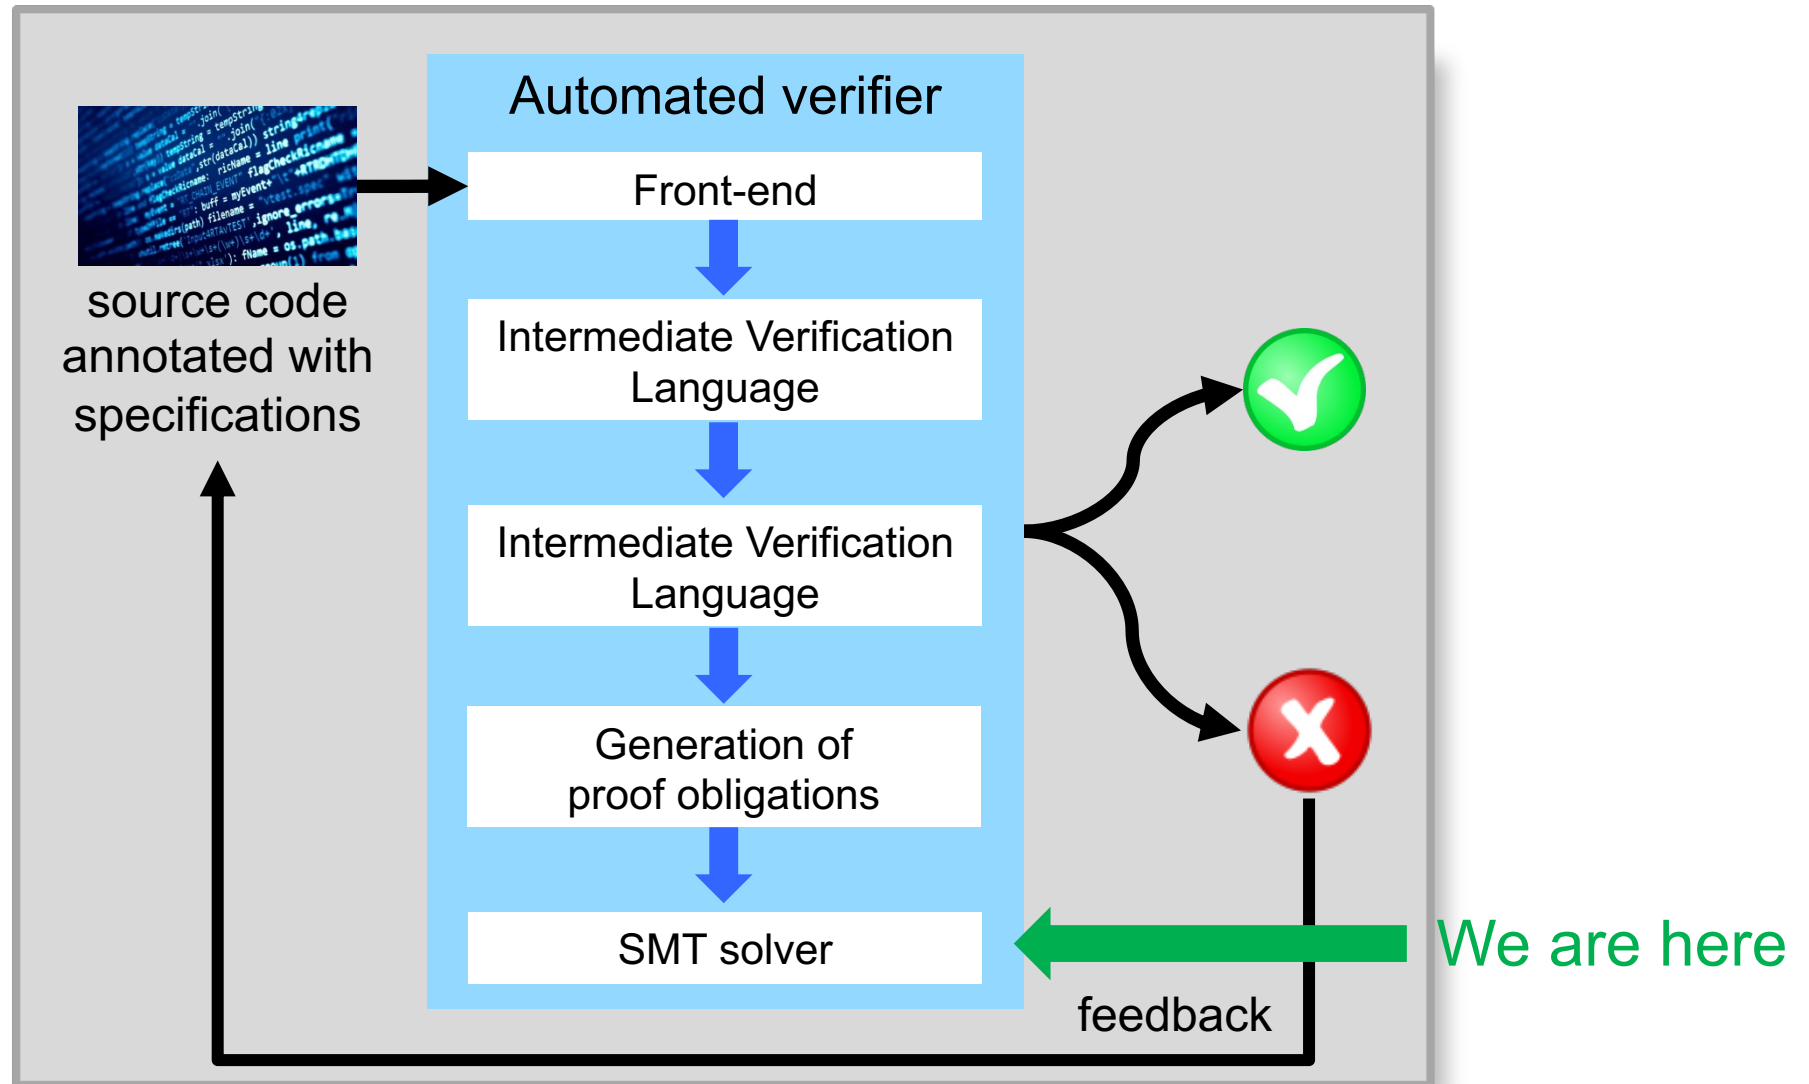 Automated verifier
Front-end
source code
annotated with
specifications
Intermediate Verification
Language
Intermediate Verification
Language
Generation of
proof obligations
SMT solver
We are here
feedback